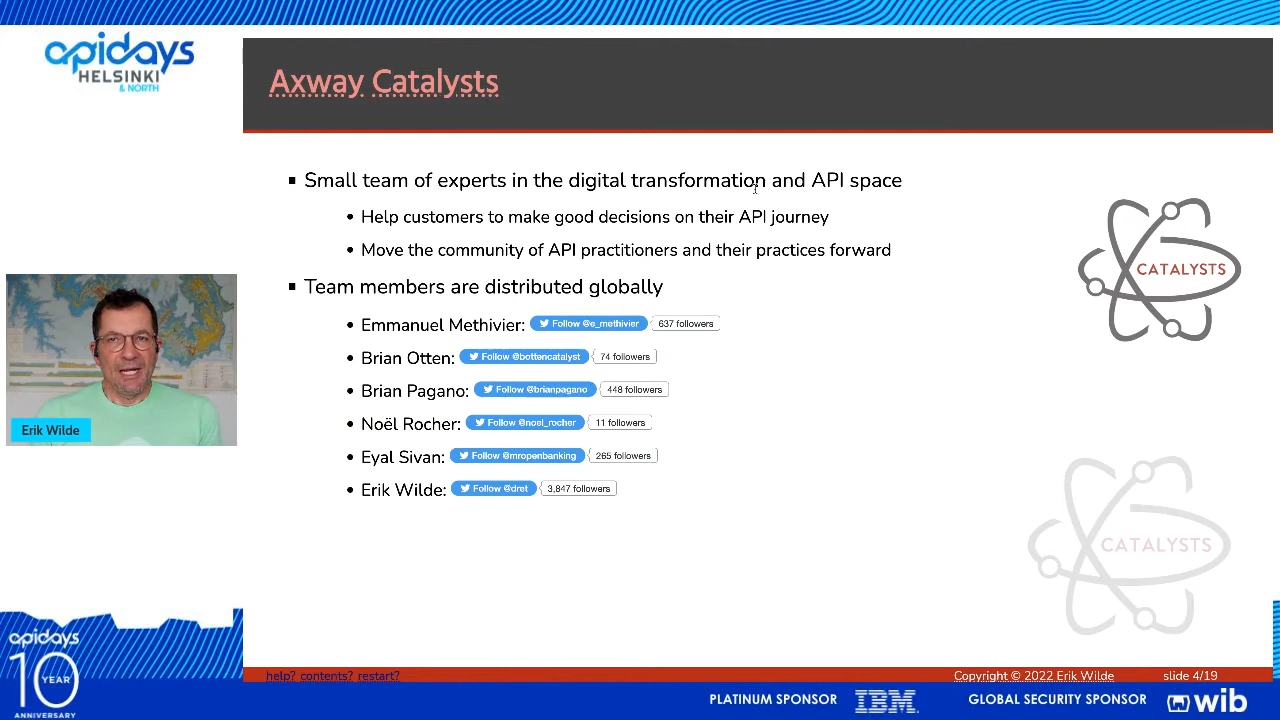 apidays
HELSINKI
& NORTH
Axway Catalysts
Small team of experts in the digital transformation and API space
Help customers to make good decisions on their API journey
Move the community of API practitioners and their practices forward
Team members are distributed globally
Emmanuel Methivier: Follow @e_methivier 637 followers
Brian Otten: Follow @bottencatalyst 74 followers
Brian Pagano: Follow @brianpagano 448 followers
Noël Rocher: Follow @noel_rocher 11 followers
Eyal Sivan: Follow @mropenbanking 265 followers
Erik Wilde: Follow @dret 3,847 followers
CATALYSTS
CATALYSTS
Erik Wilde
apidays
10
YEAR
ANNIVERSARY
help? contents? restart?
Copyright © 2022 Erik Wilde
slide 4/19
PLATINUM SPONSOR
IBM.
GLOBAL SECURITY SPONSOR
wib